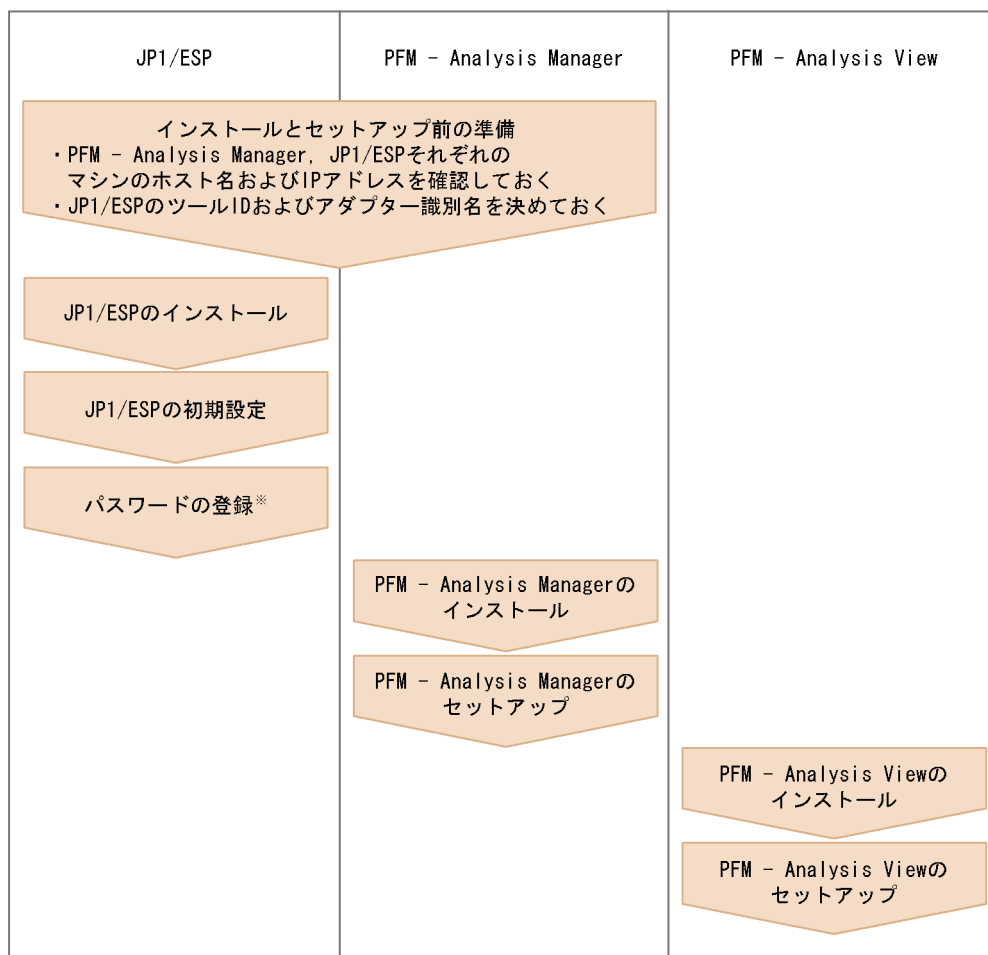 JP1/ESP
PFM - Analysis Manager
PFM - Analysis View
インストールとセットアップ前の準備
・PFM - Analysis Manager, JP1/ESPそれぞれの
マシンのホスト名およびIPアドレスを確認しておく
・JP1/ESPのツールIDおよびアダプター識別名を決めておく
JP1/ESPのインストール
JP1/ESPの初期設定
パスワードの登録※
PFM - Analysis Managerの
インストール
PFM - Analysis Managerの
セットアップ
PFM - Analysis Viewの
インストール
PFM - Analysis Viewの
セットアップ